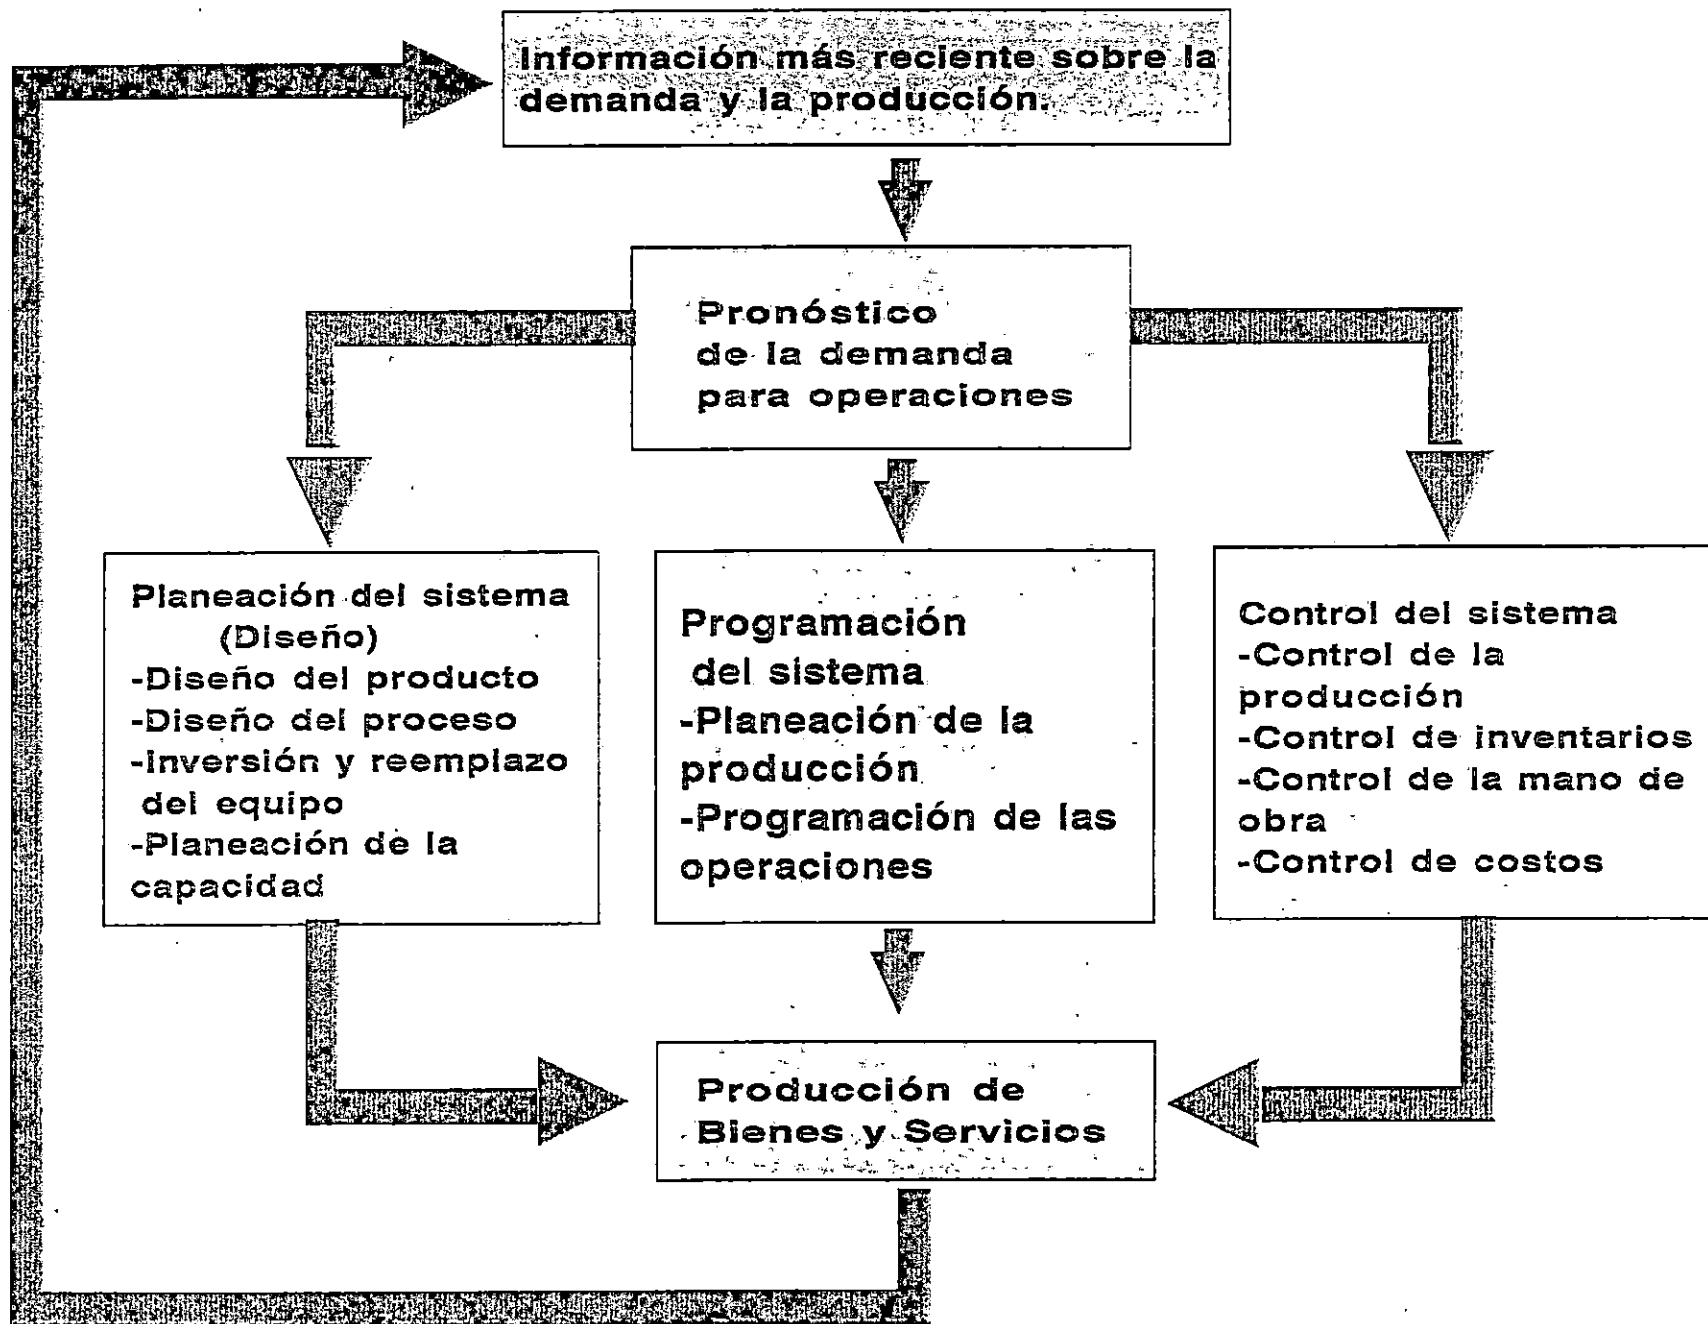 Información más reciente sobre la
demanda y la producción.
Pronóstico
de la demanda
para operaciones
Planeación del sistema
(Diseño)
-Diseño del producto
-Diseño del proceso
-Inversión y reemplazo
del equipo
-Planeación de la
capacidad
Programación
del sistema
-Planeación de la
producción
-Programación de las
operaciones
Control del sistema
-Control de la
producción
-Control de inventarios
-Control de la mano de
obra
-Control de costos
Producción de
Bienes y Servicios